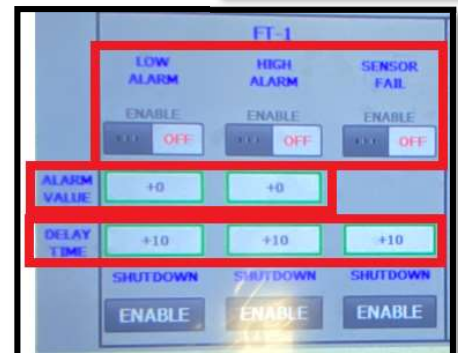 FT-1
LOW ALARM HIGH ALARM SENSOR FAIL
ENABLE ENABLE ENABLE
OFF OFF OFF
ALARM VALUE +0 +0
DELAY TIME +10 +10 +10
SHUTDOWN SHUTDOWN SHUTDOWN
ENABLE ENABLE ENABLE